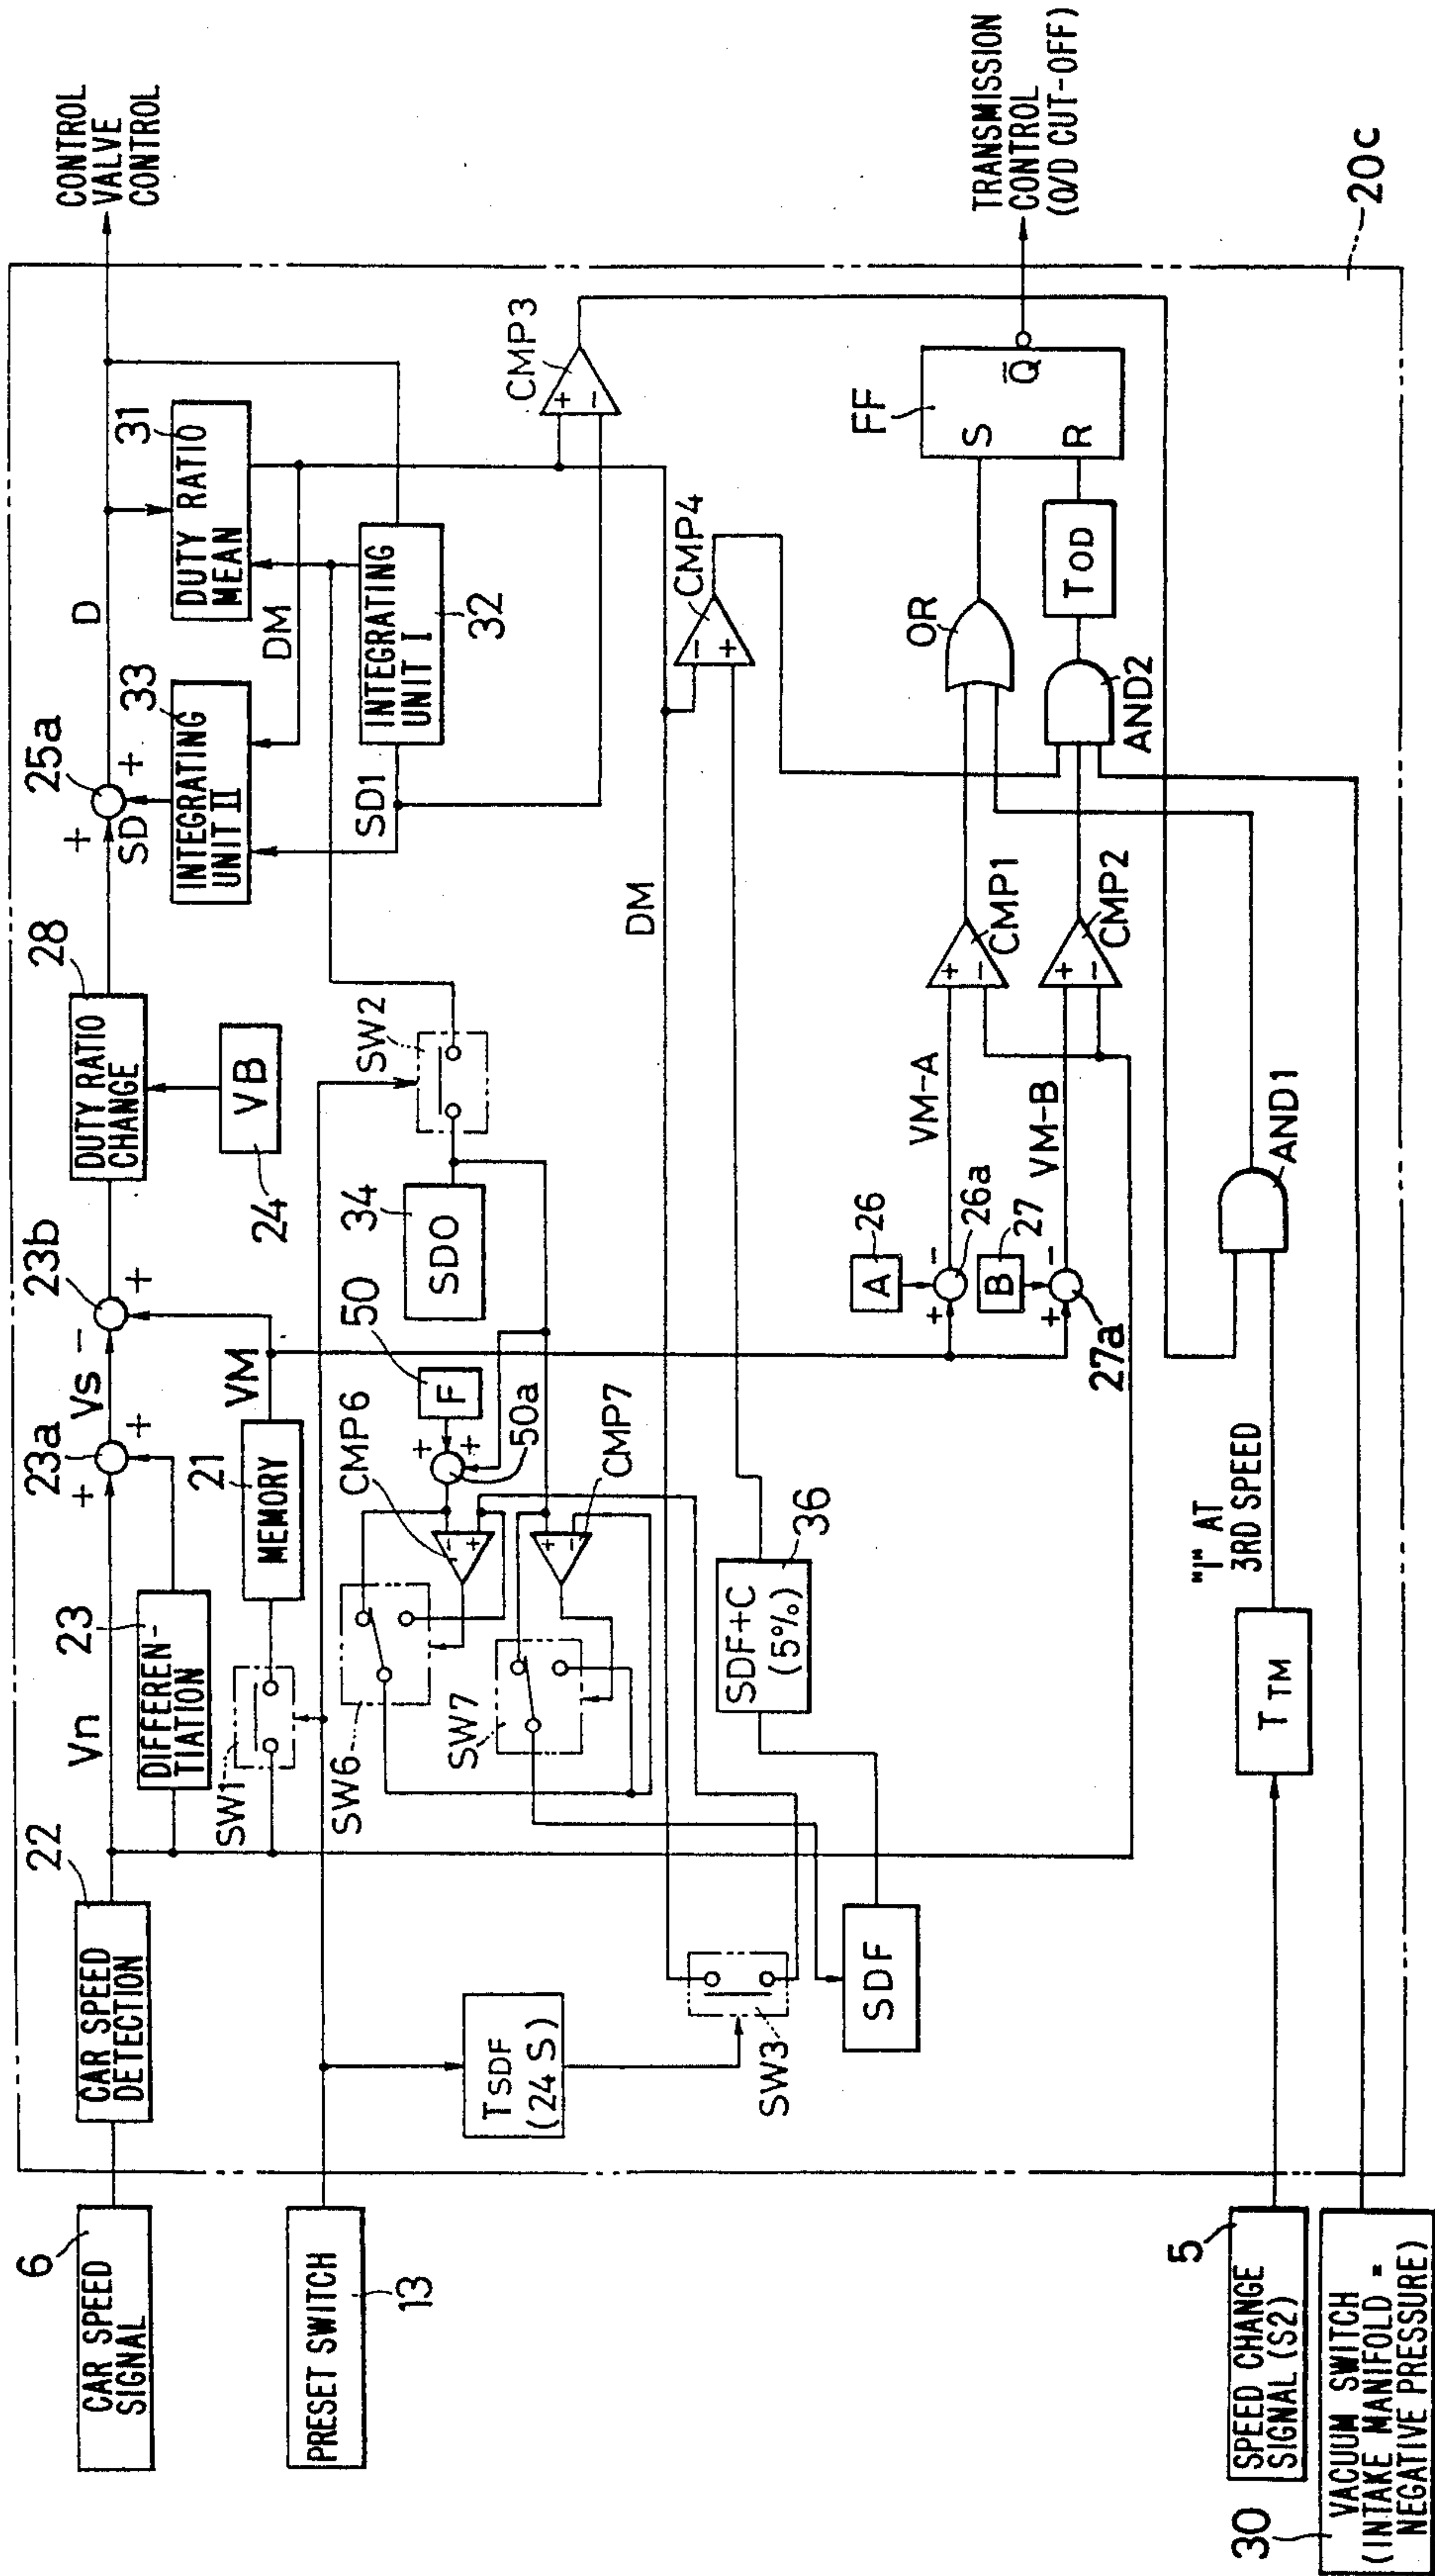 6
CAR SPEED
SIGNAL
22
CAR SPEED
DETECTION
Vn
23
DIFFEREN-
TIATION
23a
+
+
Vs
23b
-
+
28
DUTY RATIO
CHANGE
VB
24
25a
+
+
SD
33
INTEGRATING
UNIT II
D
31
DUTY RATIO
MEAN
DM
CONTROL
VALVE
CONTROL
INTEGRATING
UNIT I
32
SD1
SW1
21
MEMORY
VM
PRESET SWITCH
13
TSDF
(24 S)
SW3
SW6
SW7
CMP6
-
+
CMP7
+
-
50
F
+
+
50a
34
SDO
SW2
SDF
SDF+C
(5%)
36
DM
CMP4
-
+
CMP3
+
-
A
26
+
-
26a
B
27
+
-
27a
VM-A
VM-B
CMP1
+
-
CMP2
+
-
OR
AND2
TOD
FF
S
R
Q̅
TRANSMISSION
CONTROL
(O/D CUT-OFF)
20c
5
SPEED CHANGE
SIGNAL (S2)
TTM
"1" AT
3RD SPEED
AND1
30
VACUUM SWITCH
(INTAKE MANIFOLD =
NEGATIVE PRESSURE)